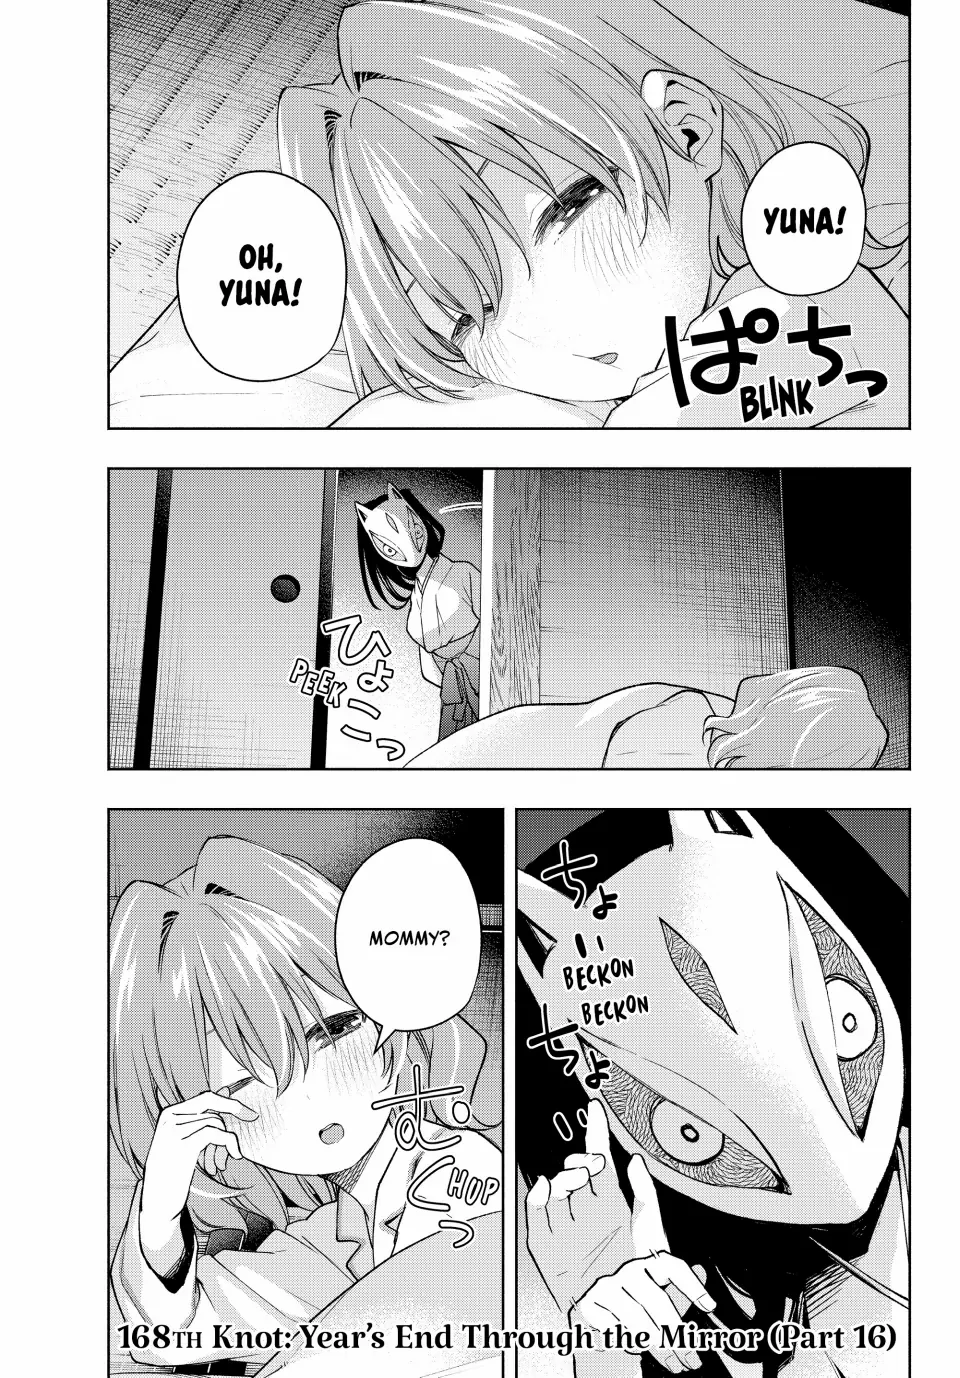 YUNA!
OH,
YUNA!
ぱちっ
BLINK
ひょこっ
PEEK
ちょい
ちょい
BECKON
BECKON
MOMMY?
むくっ
CHUP
168TH Knot: Year's End Through the Mirror (Part 16)